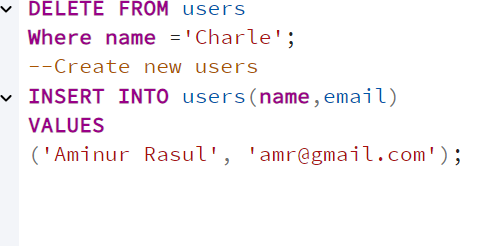 DELETE FROM users
Where name ='Charle';
--Create new users
INSERT INTO users(name,email)
VALUES
('Aminur Rasul', 'amr@gmail.com');